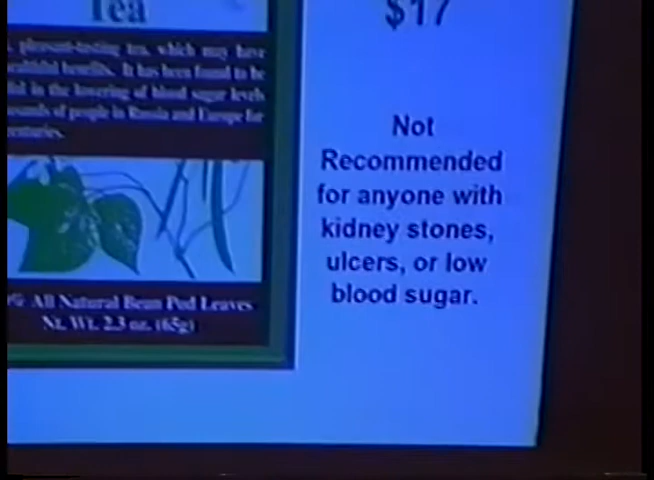 Tea
pleasant-tasting tea, which may have
benefits. It has been found to be
in the lowering of blood sugar levels
of people in Russia and Europe for
centuries.
All Natural Bean Pod Leaves
Nt. Wt. 2.3 oz. (65g)
$17
Not
Recommended
for anyone with
kidney stones,
ulcers, or low
blood sugar.